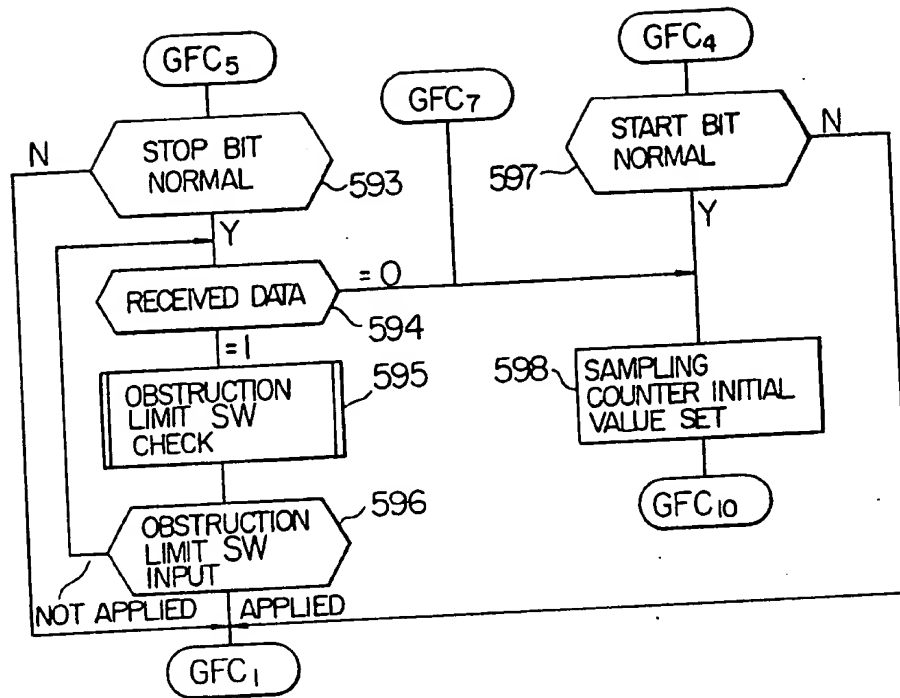 GFC5
GFC7
GFC4
N
STOP BIT
NORMAL
593
Y
START BIT
NORMAL
N
597
Y
RECEIVED DATA
= 0
594
= 1
OBSTRUCTION
LIMIT SW
CHECK
595
598
SAMPLING
COUNTER INITIAL
VALUE SET
GFC10
OBSTRUCTION
LIMIT SW
INPUT
596
NOT APPLIED
APPLIED
GFC1